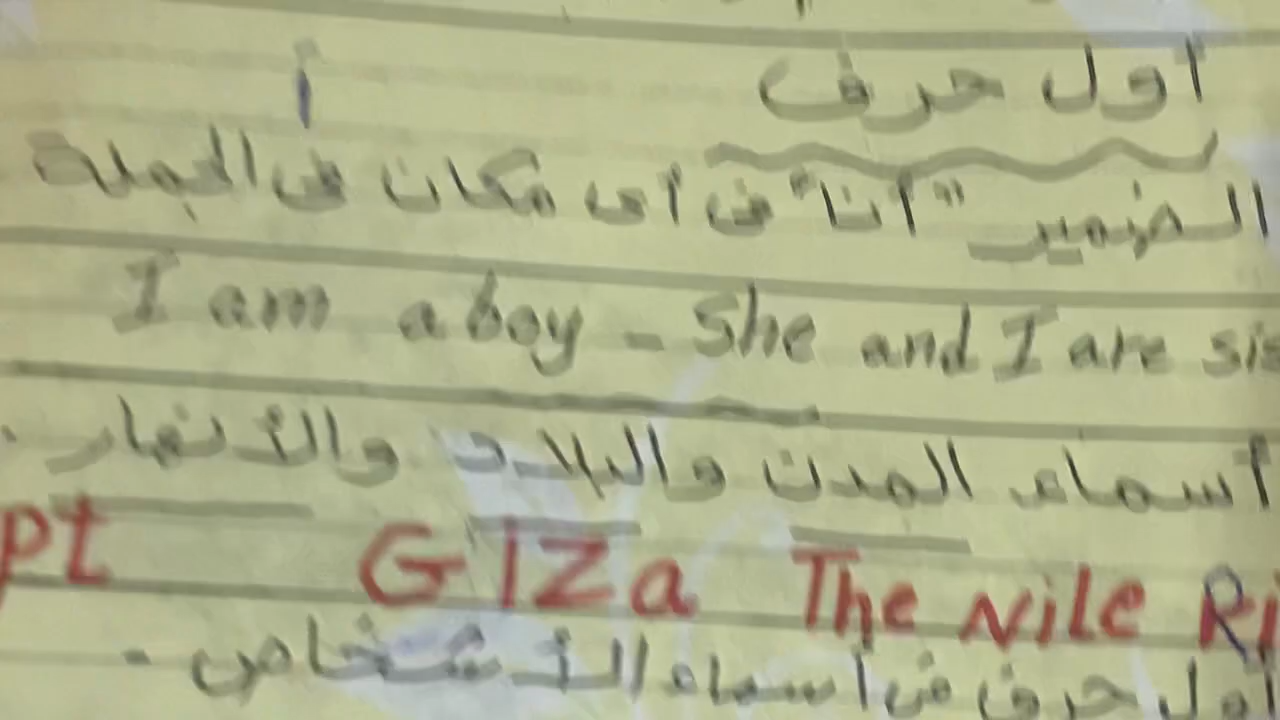 أول حرف
الضمير "أنا" فى أى مكان فى الجملة
I am a boy - She and I are sis
أسماء المدن والبلاد والأنهار.
pt Giza The Nile Ri
أول حرف من أسماء الأشخاص -